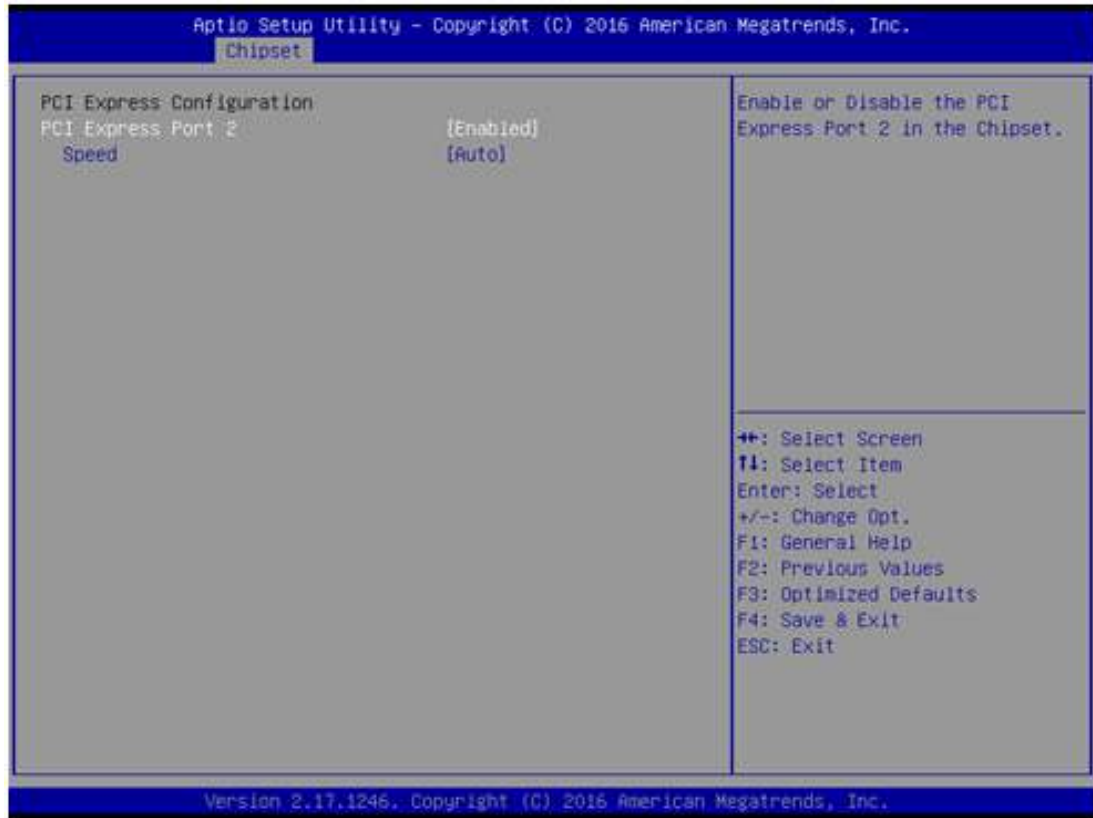 Aptio Setup Utility – Copyright (C) 2016 American Megatrends, Inc.
Chipset
PCI Express Configuration
PCI Express Port 2 [Enabled]
Speed [Auto]
Enable or Disable the PCI
Express Port 2 in the Chipset.
→←: Select Screen
↑↓: Select Item
Enter: Select
+/-: Change Opt.
F1: General Help
F2: Previous Values
F3: Optimized Defaults
F4: Save & Exit
ESC: Exit
Version 2.17.1246. Copyright (C) 2016 American Megatrends, Inc.